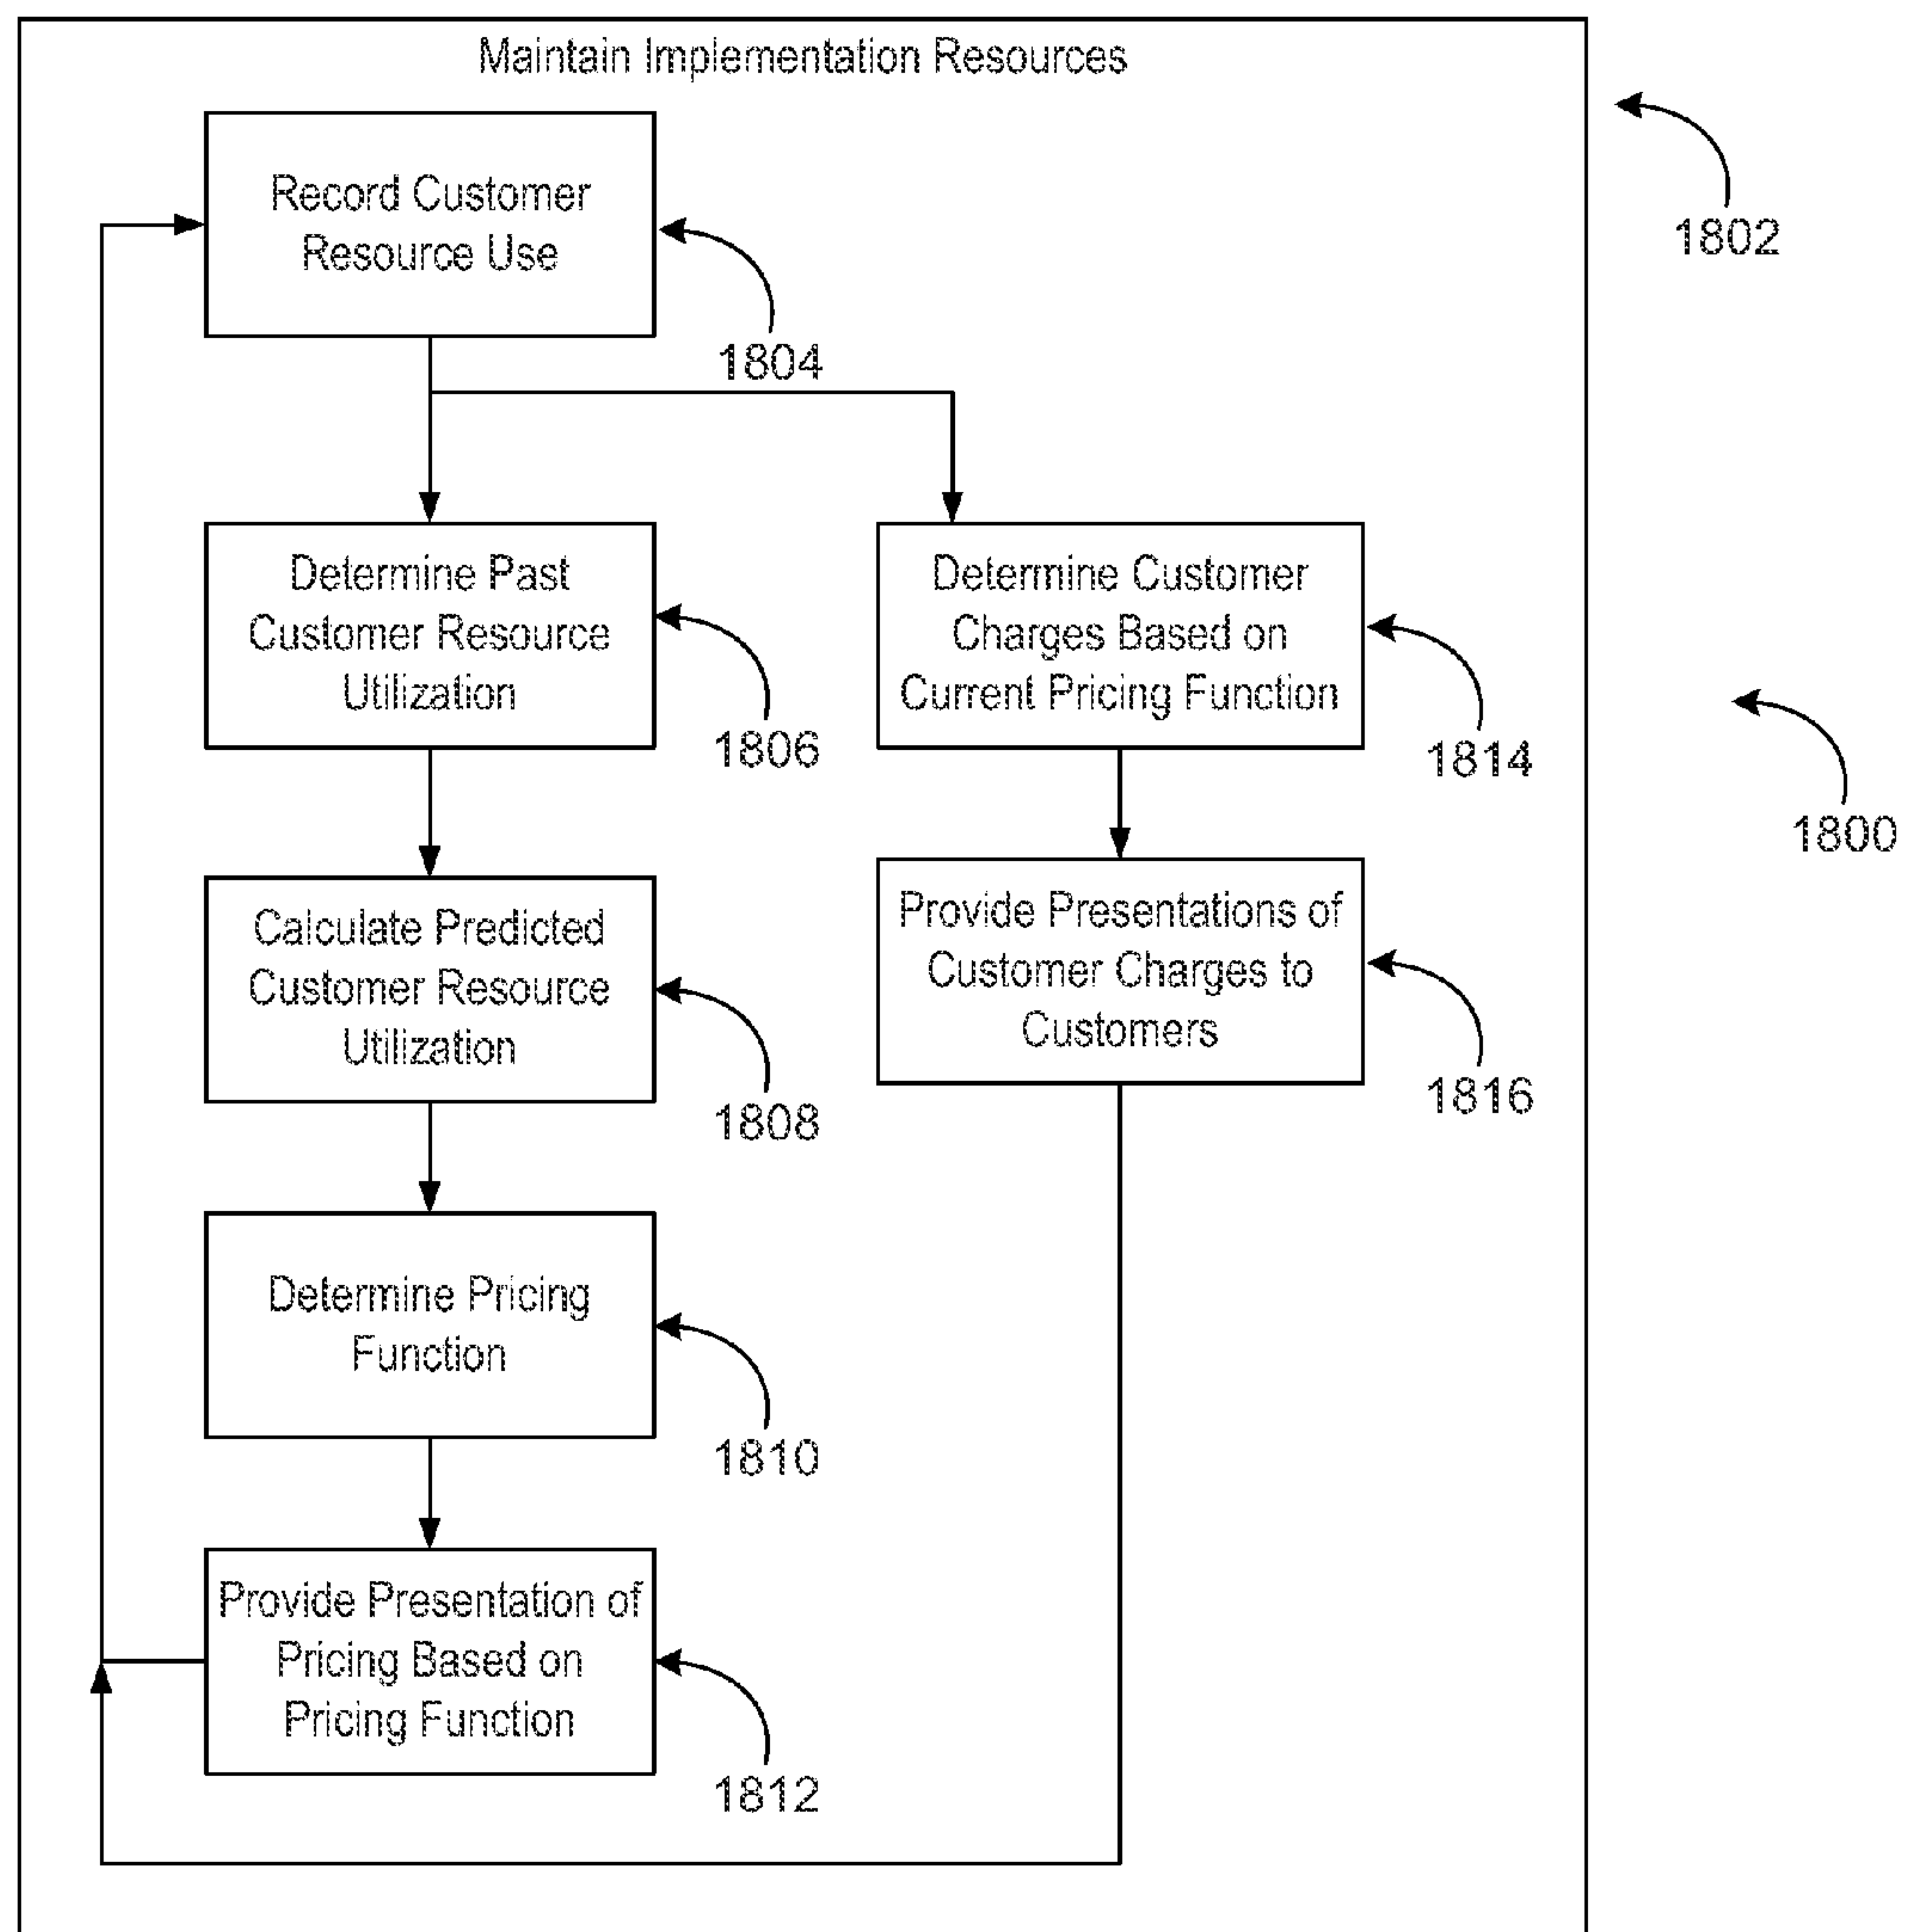 Maintain Implementation Resources
1802
Record Customer
Resource Use
1804
Determine Past
Customer Resource
Utilization
1806
Determine Customer
Charges Based on
Current Pricing Function
1814
1800
Calculate Predicted
Customer Resource
Utilization
1808
Provide Presentations of
Customer Charges to
Customers
1816
Determine Pricing
Function
1810
Provide Presentation of
Pricing Based on
Pricing Function
1812